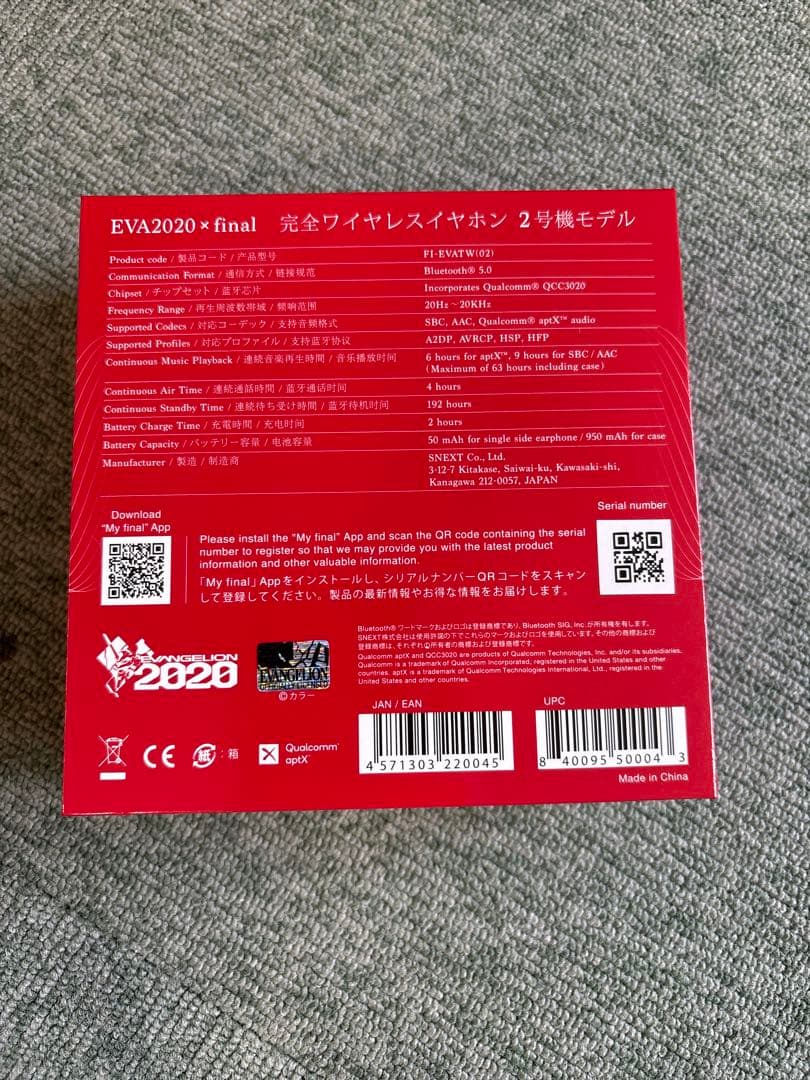 EVA2020×final 完全ワイヤレスイヤホン 2号機モデル
Product code / 製品コード / 产品型号 FI-EVATW(02)
Communication Format / 通信方式 / 链接规范 Bluetooth® 5.0
Chipset / チップセット / 蓝牙芯片 Incorporates Qualcomm® QCC3020
Frequency Range / 再生周波数帯域 / 频响范围 20Hz ~ 20KHz
Supported Codecs / 対応コーデック / 支持音频格式 SBC, AAC, Qualcomm® aptX™ audio
Supported Profiles / 対応プロファイル / 支持蓝牙协议 A2DP, AVRCP, HSP, HFP
Continuous Music Playback / 連続音楽再生時間 / 音乐播放时间 6 hours for aptX™, 9 hours for SBC / AAC
(Maximum of 63 hours including case)
Continuous Air Time / 連続通話時間 / 蓝牙通话时间 4 hours
Continuous Standby Time / 連続待ち受け時間 / 蓝牙待机时间 192 hours
Battery Charge Time / 充電時間 / 充电时间 2 hours
Battery Capacity / バッテリー容量 / 电池容量 50 mAh for single side earphone / 950 mAh for case
Manufacturer / 製造 / 制造商 SNEXT Co., Ltd.
3-12-7 Kitakase, Saiwai-ku, Kawasaki-shi,
Kanagawa 212-0057, JAPAN
Download
"My final" App
Serial number
Please install the "My final" App and scan the QR code containing the serial
number to register so that we may provide you with the latest product
information and other valuable information.
「My final」Appをインストールし、シリアルナンバーQRコードをスキャン
して登録してください。製品の最新情報やお得な情報をお届けします。
EVANGELION
2020
EVANGELION
©カラー
Bluetooth® ワードマークおよびロゴは登録商標であり、Bluetooth SIG, Inc.が所有権を有します。
SNEXT株式会社は使用許諾の下でこれらのマークおよびロゴを使用しています。その他の商標および
登録商標は、それぞれの所有者の商標および登録商標です。
Qualcomm aptX and QCC3020 are products of Qualcomm Technologies, Inc. and/or its subsidiaries.
Qualcomm is a trademark of Qualcomm Incorporated, registered in the United States and other
countries. aptX is a trademark of Qualcomm Technologies International, Ltd., registered in the
United States and other countries.
JAN / EAN
UPC
CE
紙 : 箱
Qualcomm®
aptX™
4 571303 220045
8 40095 50004 3
Made in China